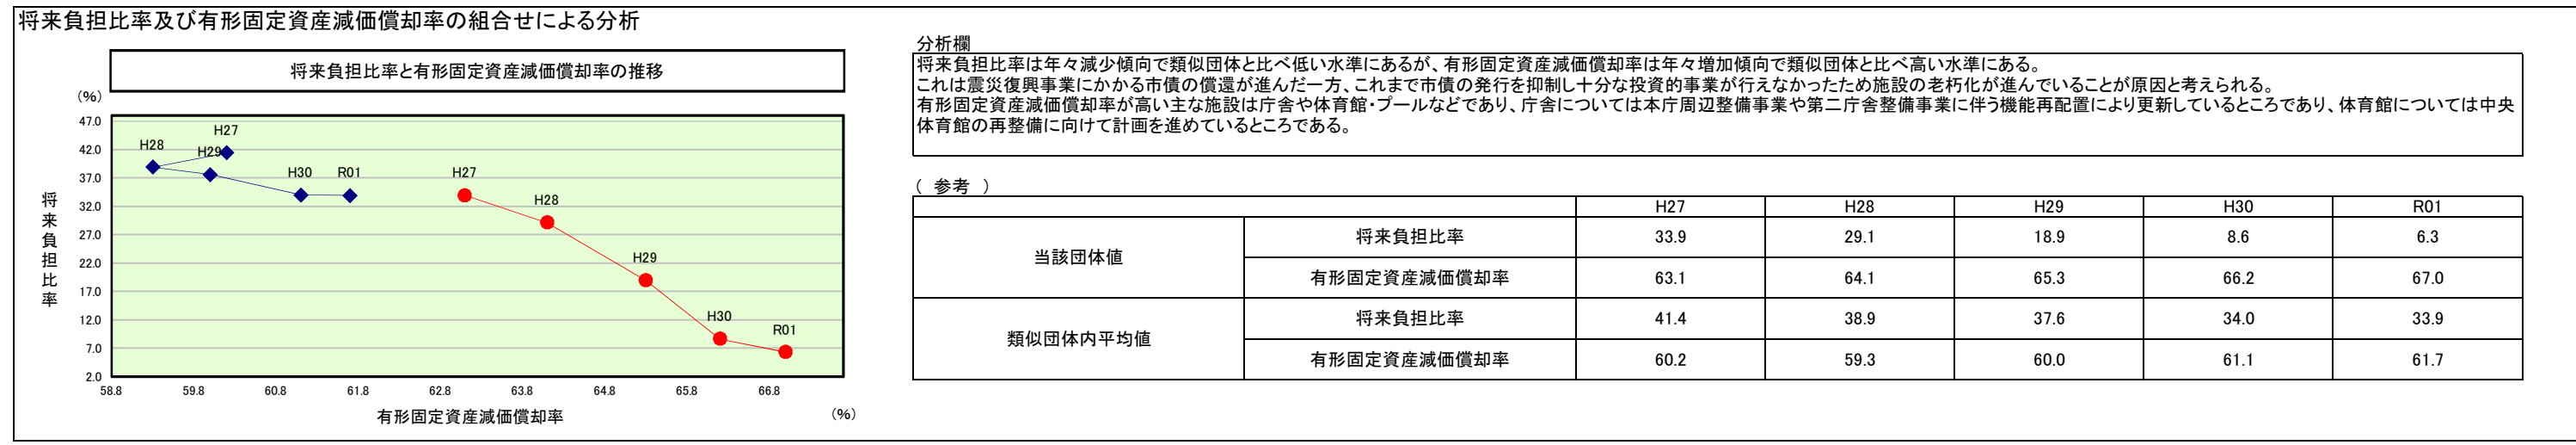 将来負担比率及び有形固定資産減価償却率の組合せによる分析
将来負担比率と有形固定資産減価償却率の推移
(%)
47.0
42.0
37.0
32.0
27.0
22.0
17.0
12.0
7.0
2.0
将来負担比率
H28
H27
H29
H30
R01
H27
H28
H29
H30
R01
58.8
59.8
60.8
61.8
62.8
63.8
64.8
65.8
66.8
有形固定資産減価償却率
(%)
分析欄
将来負担比率は年々減少傾向で類似団体と比べ低い水準にあるが、有形固定資産減価償却率は年々増加傾向で類似団体と比べ高い水準にある。
これは震災復興事業にかかる市債の償還が進んだ一方、これまで市債の発行を抑制し十分な投資的事業が行えなかったため施設の老朽化が進んでいることが原因と考えられる。
有形固定資産減価償却率が高い主な施設は庁舎や体育館・プールなどであり、庁舎については本庁周辺整備事業や第二庁舎整備事業に伴う機能再配置により更新しているところであり、体育館については中央
体育館の再整備に向けて計画を進めているところである。
( 参考 )
H27 H28 H29 H30 R01
当該団体値
将来負担比率 33.9 29.1 18.9 8.6 6.3
有形固定資産減価償却率 63.1 64.1 65.3 66.2 67.0
類似団体内平均値
将来負担比率 41.4 38.9 37.6 34.0 33.9
有形固定資産減価償却率 60.2 59.3 60.0 61.1 61.7